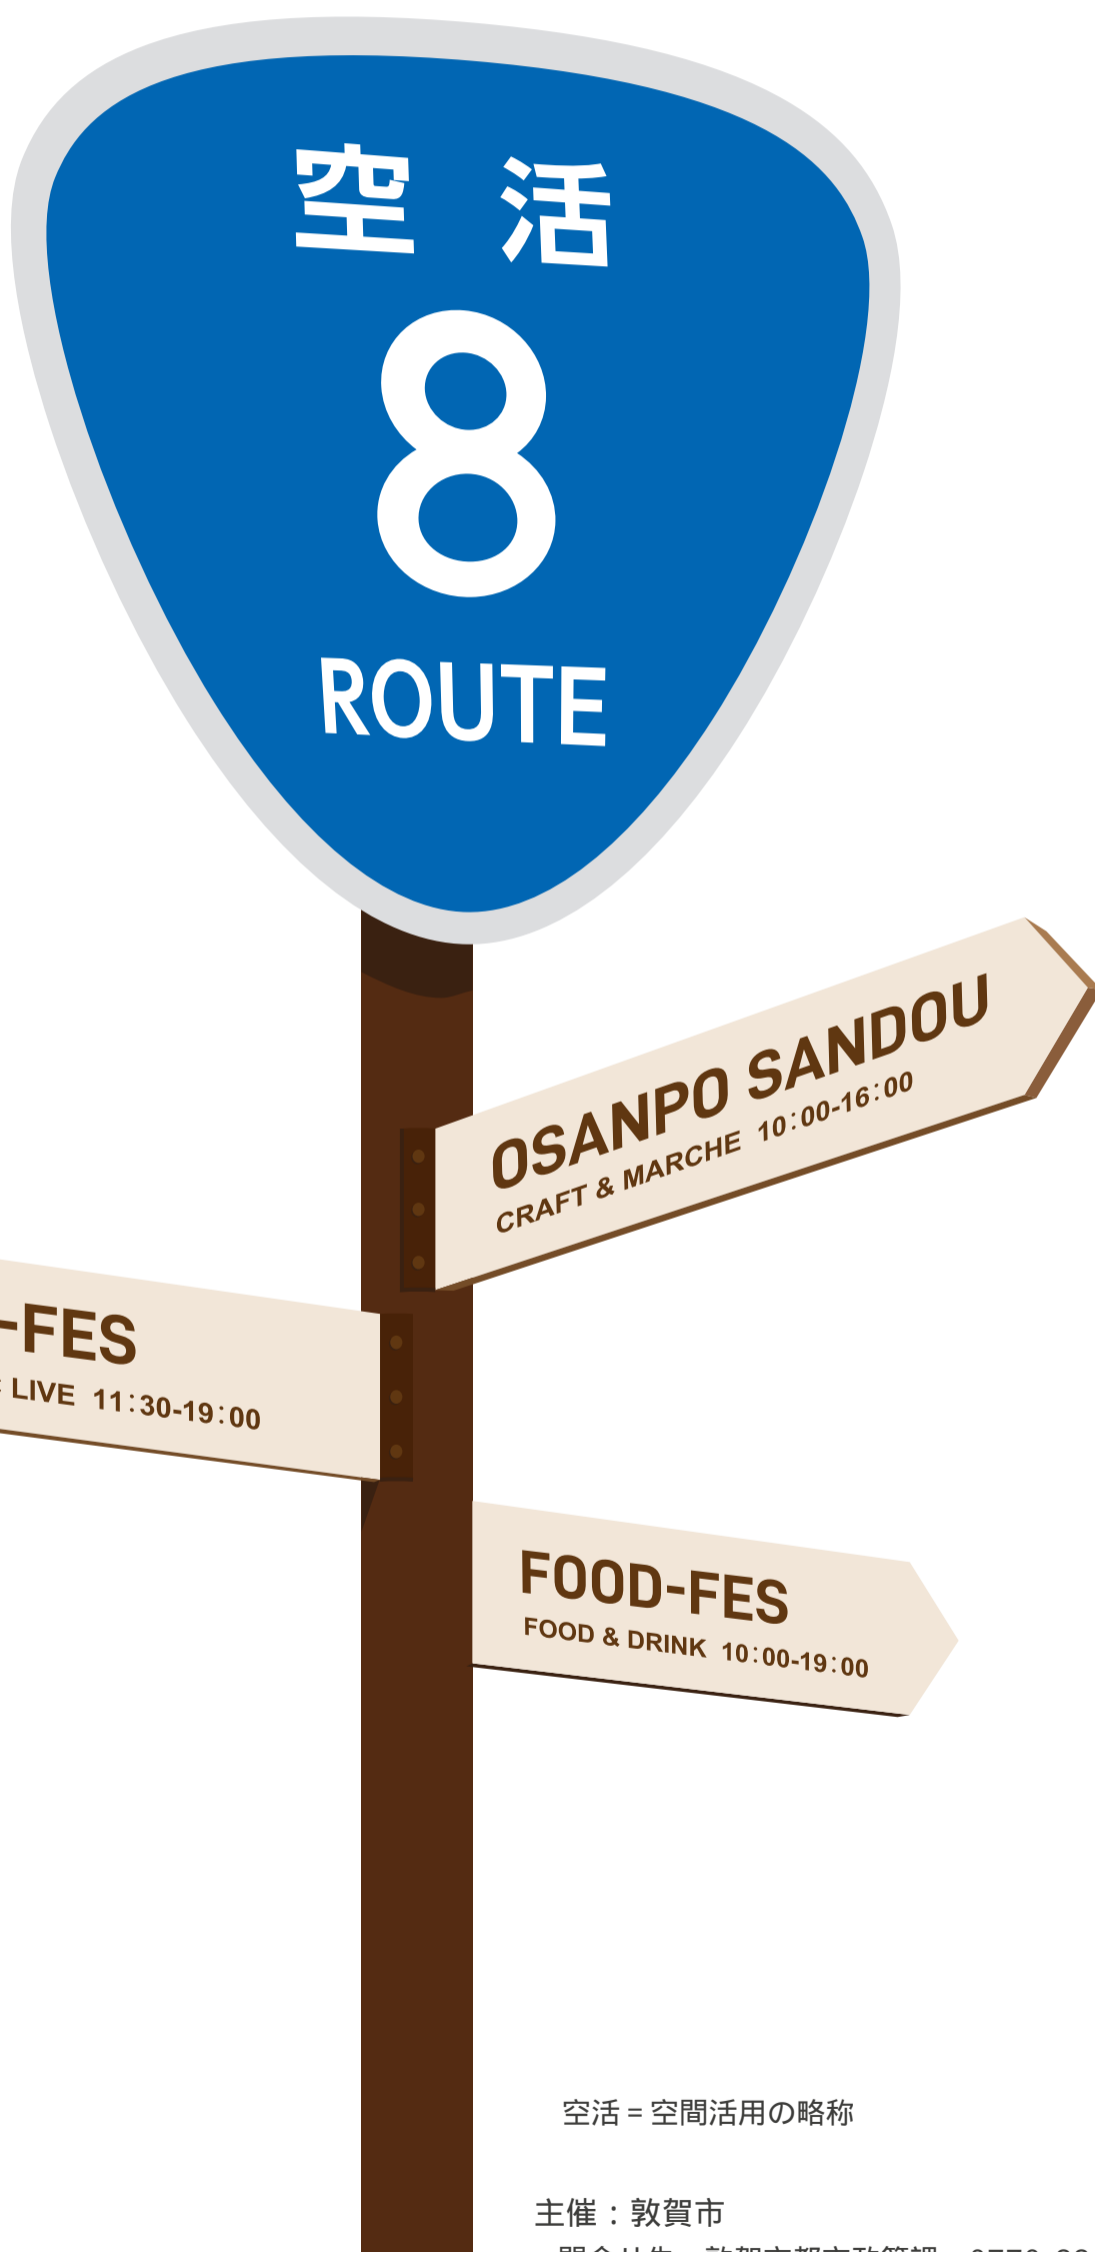 空 活
8
ROUTE
OSANPO SANDOU
CRAFT & MARCHE 10:00-16:00
-FES
LIVE 11:30-19:00
FOOD-FES
FOOD & DRINK 10:00-19:00
空活 = 空間活用の略称
主催：敦賀市